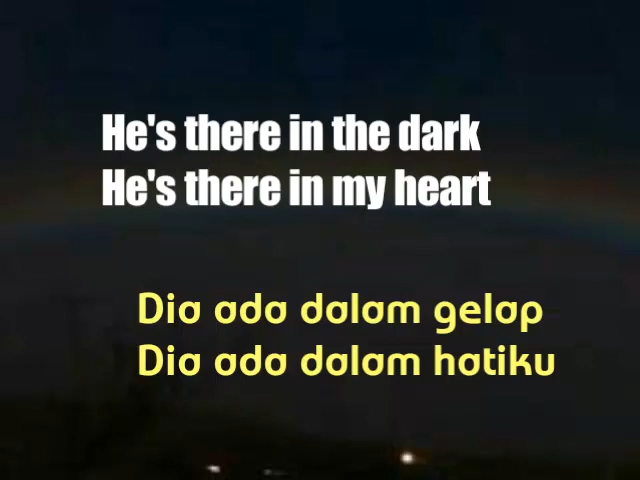 He's there in the dark
He's there in my heart
Dia ada dalam gelap
Dia ada dalam hatiku